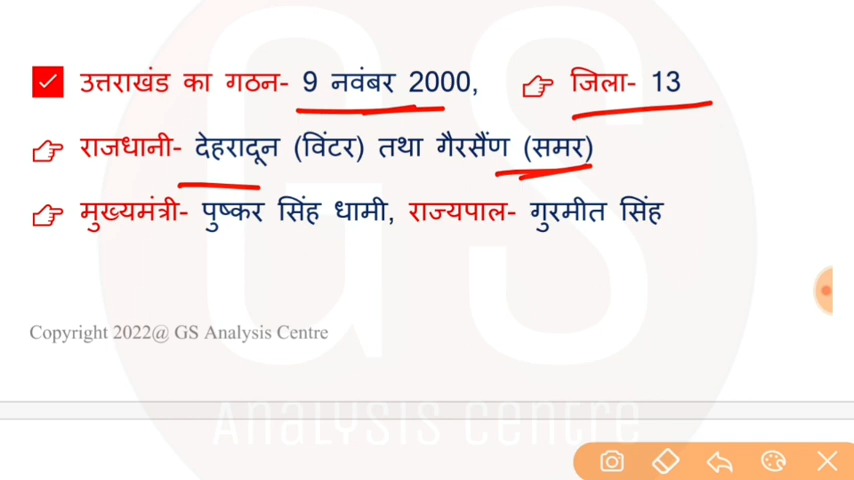 उत्तराखंड का गठन- 9 नवंबर 2000, जिला- 13
राजधानी- देहरादून (विंटर) तथा गैरसैंण (समर)
मुख्यमंत्री- पुष्कर सिंह धामी, राज्यपाल- गुरमीत सिंह
Copyright 2022@ GS Analysis Centre
GS
Analysis Centre